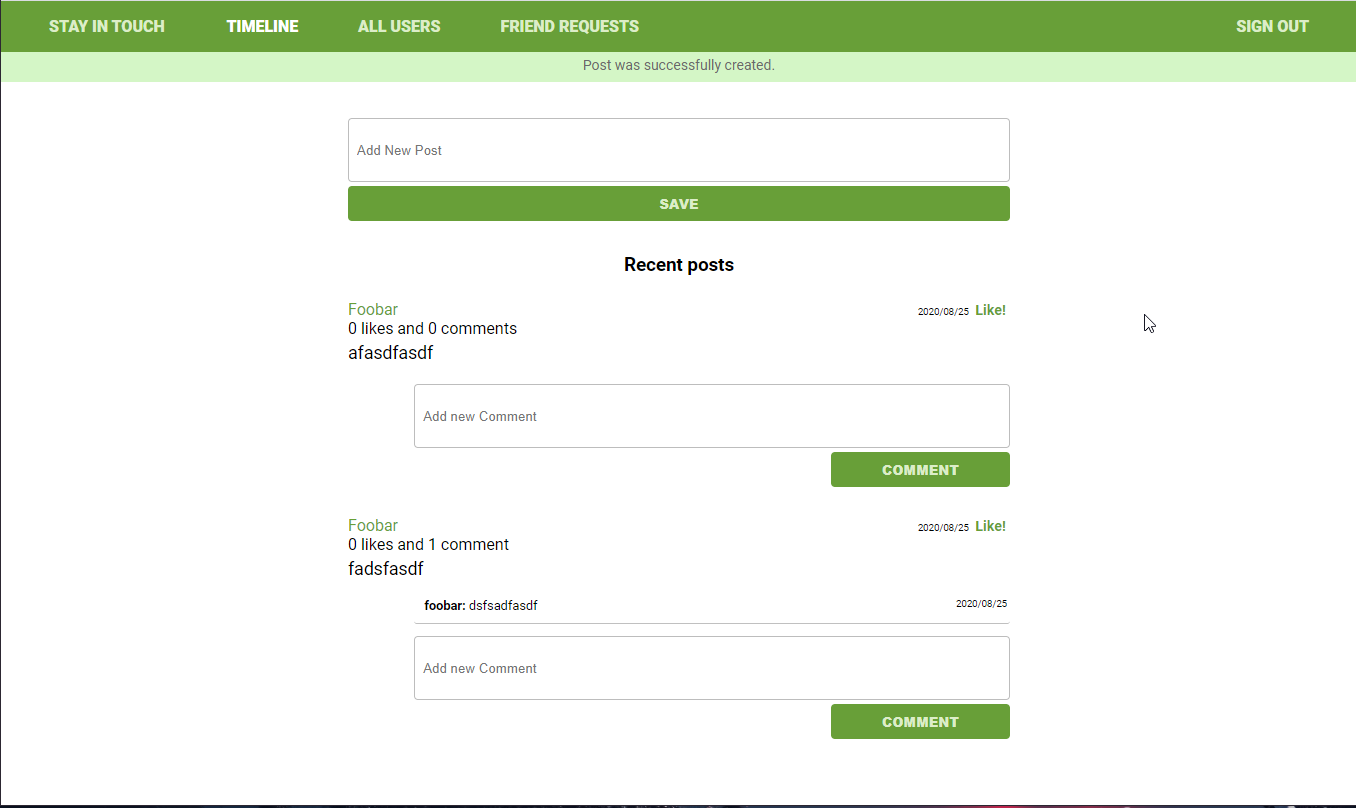 STAY IN TOUCH TIMELINE ALL USERS FRIEND REQUESTS SIGN OUT
Post was successfully created.
Add New Post
SAVE
Recent posts
Foobar 2020/08/25 Like!
0 likes and 0 comments
afasdfasdf
Add new Comment
COMMENT
Foobar 2020/08/25 Like!
0 likes and 1 comment
fadsfasdf
foobar: dsfsadfasdf 2020/08/25
Add new Comment
COMMENT